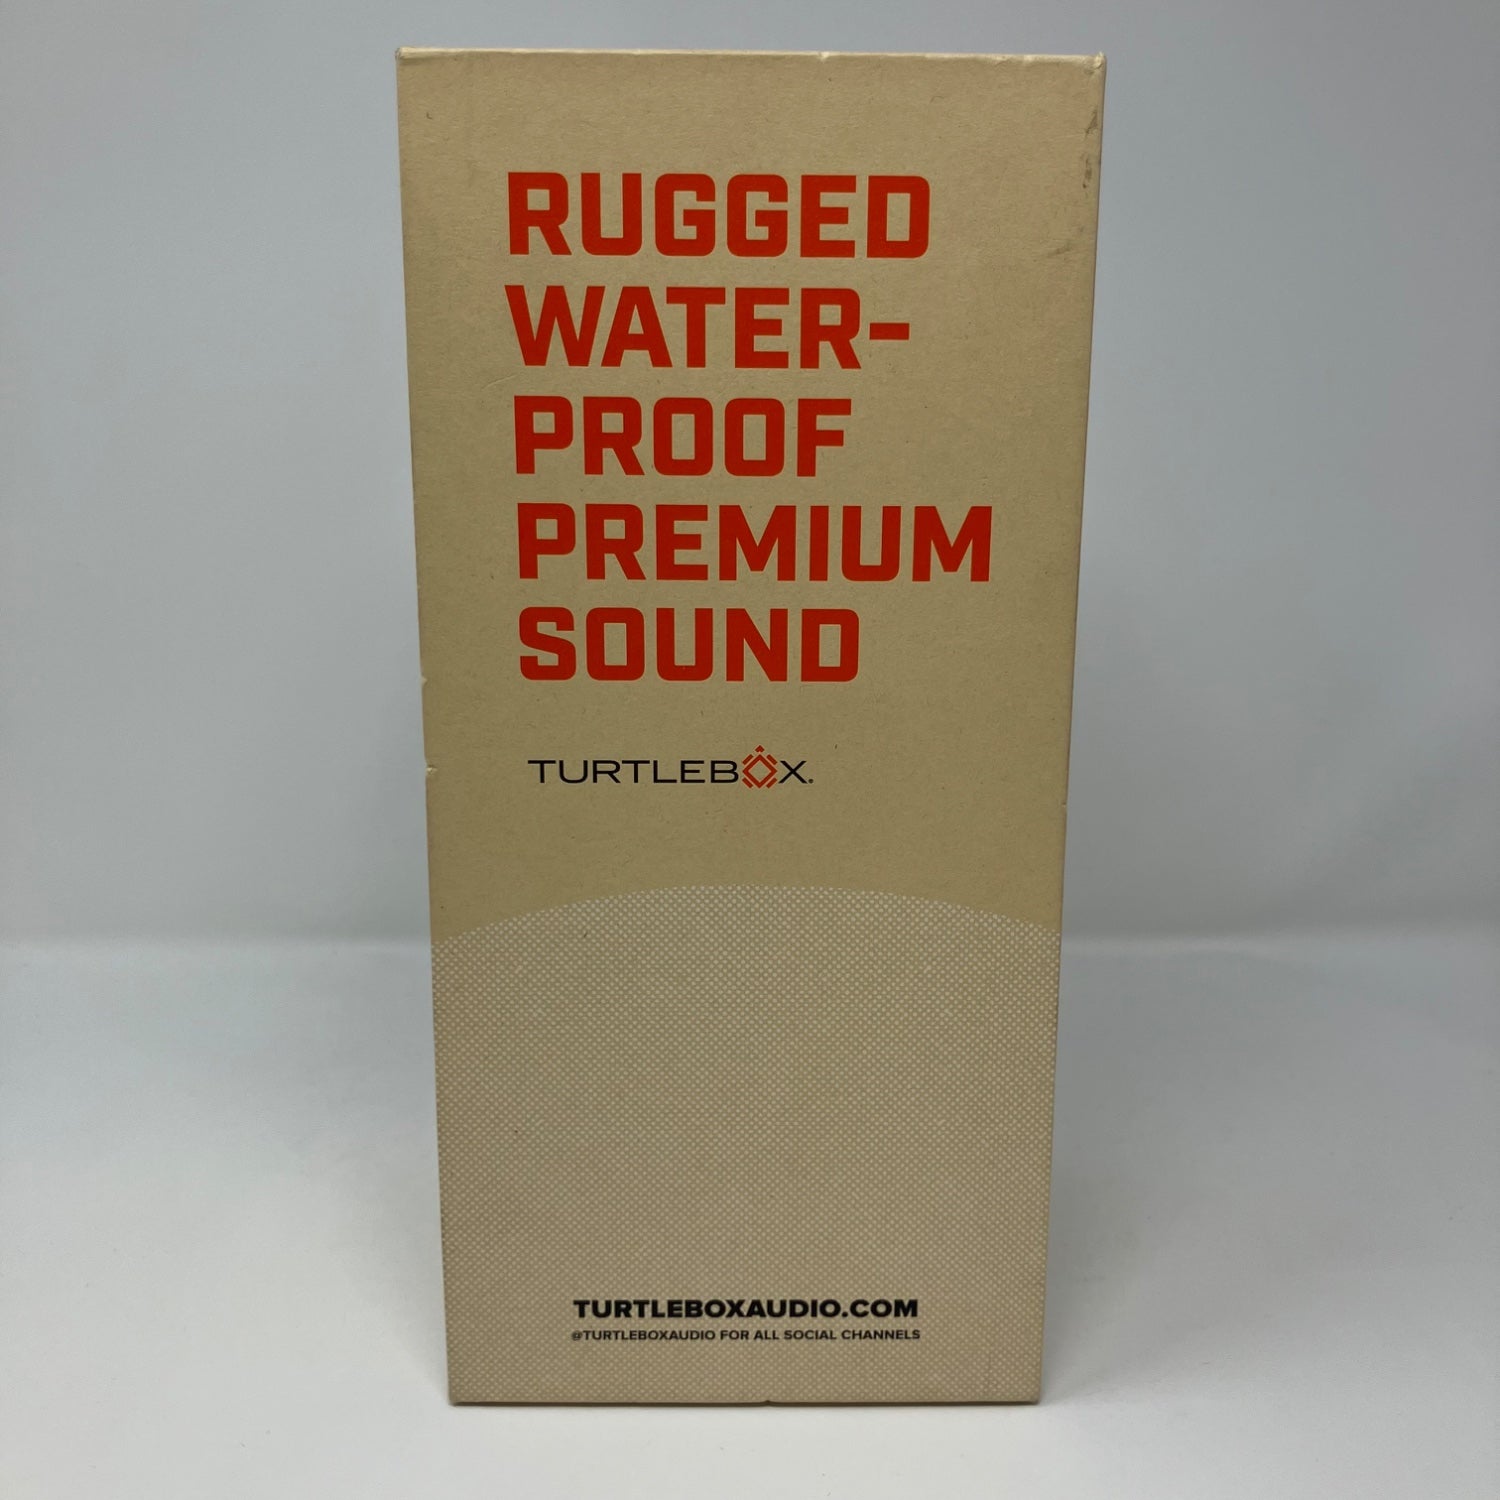 RUGGED
WATER-
PROOF
PREMIUM
SOUND
TURTLEBOX.
TURTLEBOXAUDIO.COM
@TURTLEBOXAUDIO FOR ALL SOCIAL CHANNELS